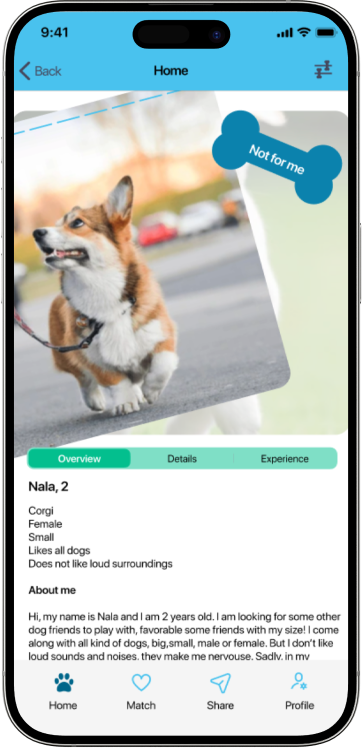 9:41
Back
Home
Not for me
Overview Details Experience
Nala, 2
Corgi
Female
Small
Likes all dogs
Does not like loud surroundings
About me
Hi, my name is Nala and I am 2 years old. I am looking for some other
dog friends to play with, favorable some friends with my size! I come
along with all kind of dogs, big,small, male or female. But I don't like
loud sounds and noises, they make me nervouse. Sadly, in my
Home Match Share Profile